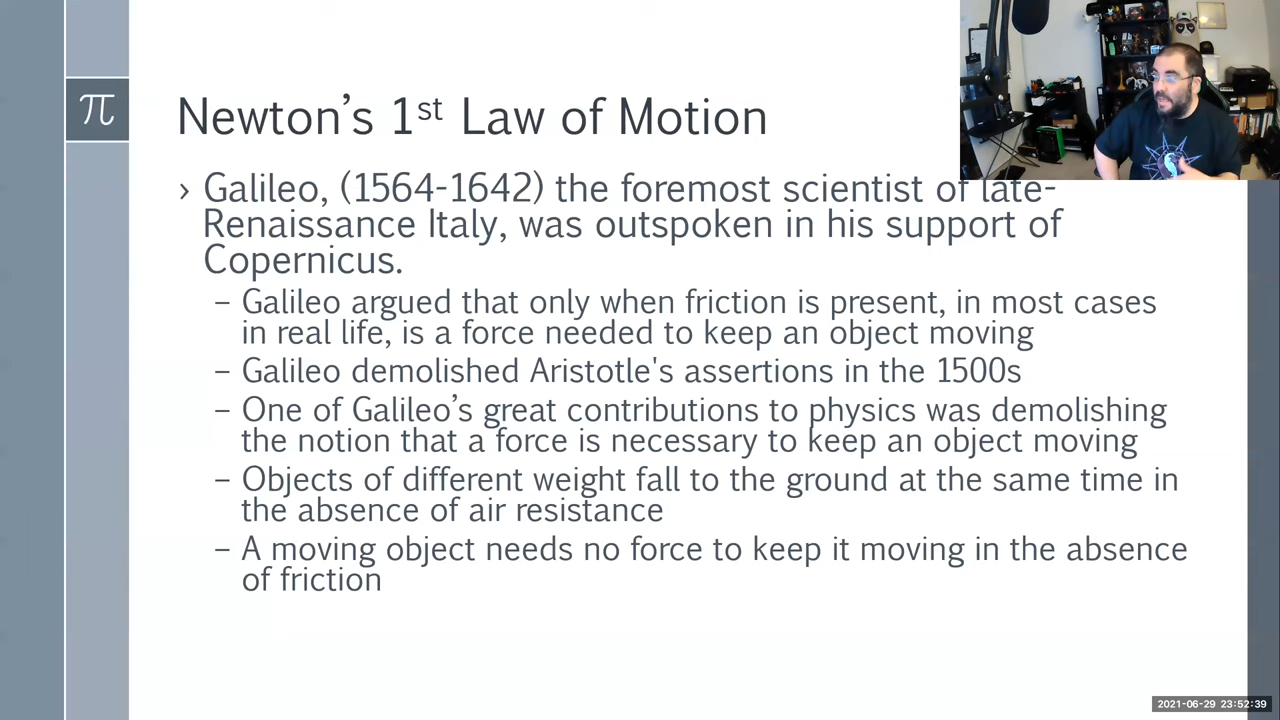 π
Newton’s 1st Law of Motion
› Galileo, (1564-1642) the foremost scientist of late-
Renaissance Italy, was outspoken in his support of
Copernicus.
– Galileo argued that only when friction is present, in most cases
in real life, is a force needed to keep an object moving
– Galileo demolished Aristotle's assertions in the 1500s
– One of Galileo’s great contributions to physics was demolishing
the notion that a force is necessary to keep an object moving
– Objects of different weight fall to the ground at the same time in
the absence of air resistance
– A moving object needs no force to keep it moving in the absence
of friction
2021-06-29 23:52:39